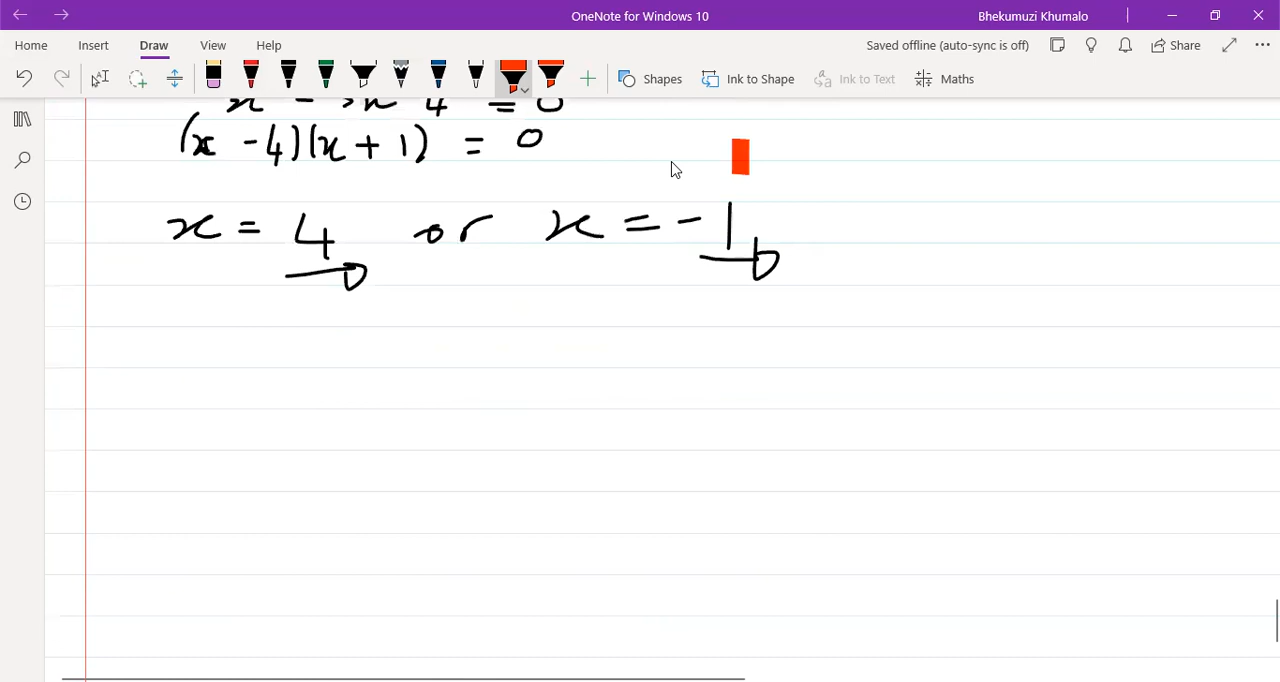 OneNote for Windows 10
Bhekumuzi Khumalo
Home Insert Draw View Help
Saved offline (auto-sync is off) Share
Shapes Ink to Shape Ink to Text Maths
(x - 4)(x + 1) = 0
x = 4 or x = -1